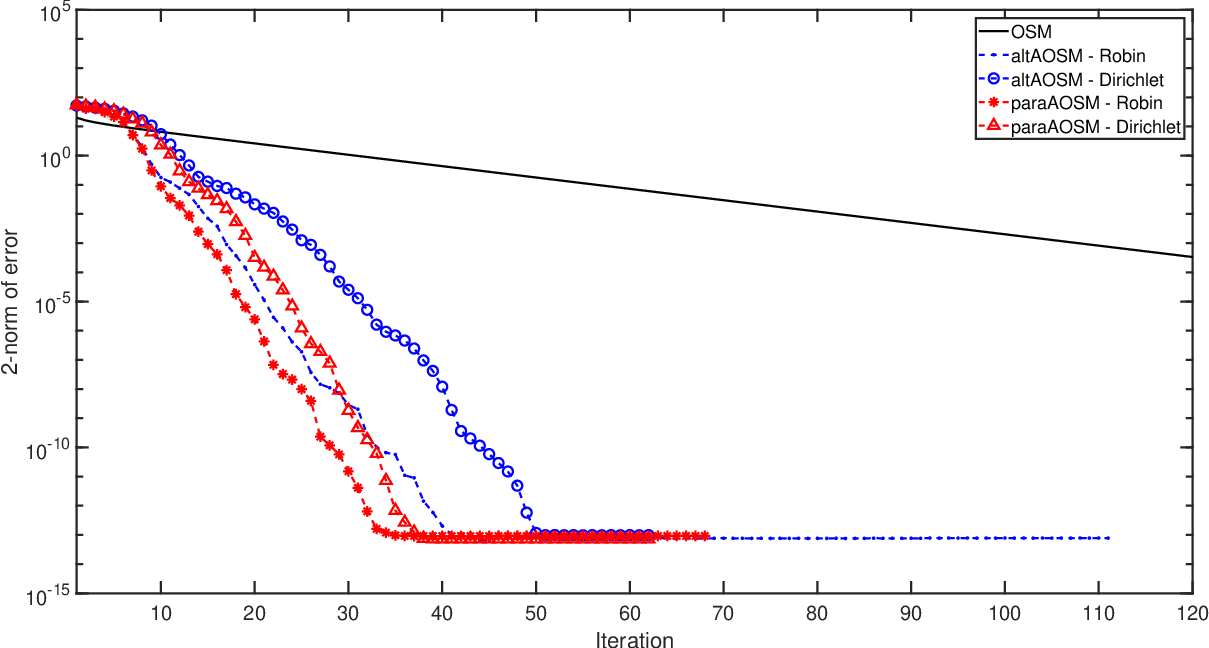 10^5
10^0
10^-5
10^-10
10^-15
2-norm of error
OSM
altAOSM - Robin
altAOSM - Dirichlet
paraAOSM - Robin
paraAOSM - Dirichlet
10 20 30 40 50 60 70 80 90 100 110 120
Iteration